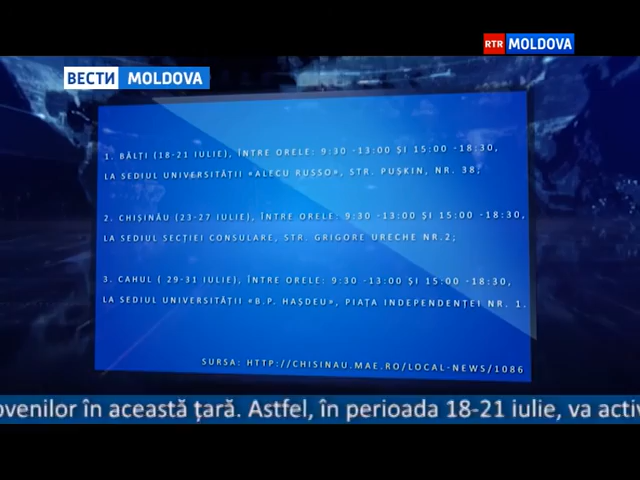 RTR MOLDOVA
ВЕСТИ MOLDOVA
1. BĂLȚI (18-21 IULIE), ÎNTRE ORELE: 9:30 -13:00 ȘI 15:00 -18:30,
LA SEDIUL UNIVERSITĂȚII «ALECU RUSSO», STR. PUȘKIN, NR. 38;
2. CHIȘINĂU (23-27 IULIE), ÎNTRE ORELE: 9:30 -13:00 ȘI 15:00 -18:30,
LA SEDIUL SECȚIEI CONSULARE, STR. GRIGORE URECHE NR.2;
3. CAHUL ( 29-31 IULIE), ÎNTRE ORELE: 9:30 -13:00 ȘI 15:00 -18:30,
LA SEDIUL UNIVERSITĂȚII «B.P. HAȘDEU», PIAȚA INDEPENDENȚEI NR. 1.
SURSA: HTTP://CHISINAU.MAE.RO/LOCAL-NEWS/1086
ovenilor în această țară. Astfel, în perioada 18-21 iulie, va activ